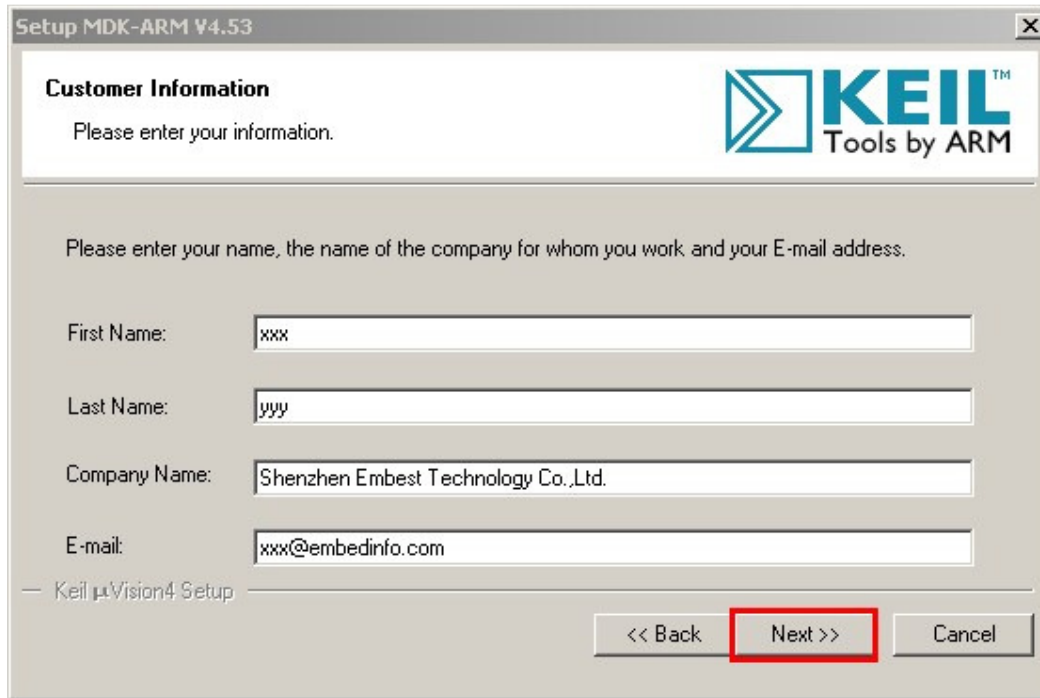 Setup MDK-ARM V4.53
Customer Information
Please enter your information.
KEIL™
Tools by ARM
Please enter your name, the name of the company for whom you work and your E-mail address.
First Name: xxx
Last Name: yyy
Company Name: Shenzhen Embest Technology Co.,Ltd.
E-mail: xxx@embedinfo.com
Keil µVision4 Setup
<< Back Next >> Cancel